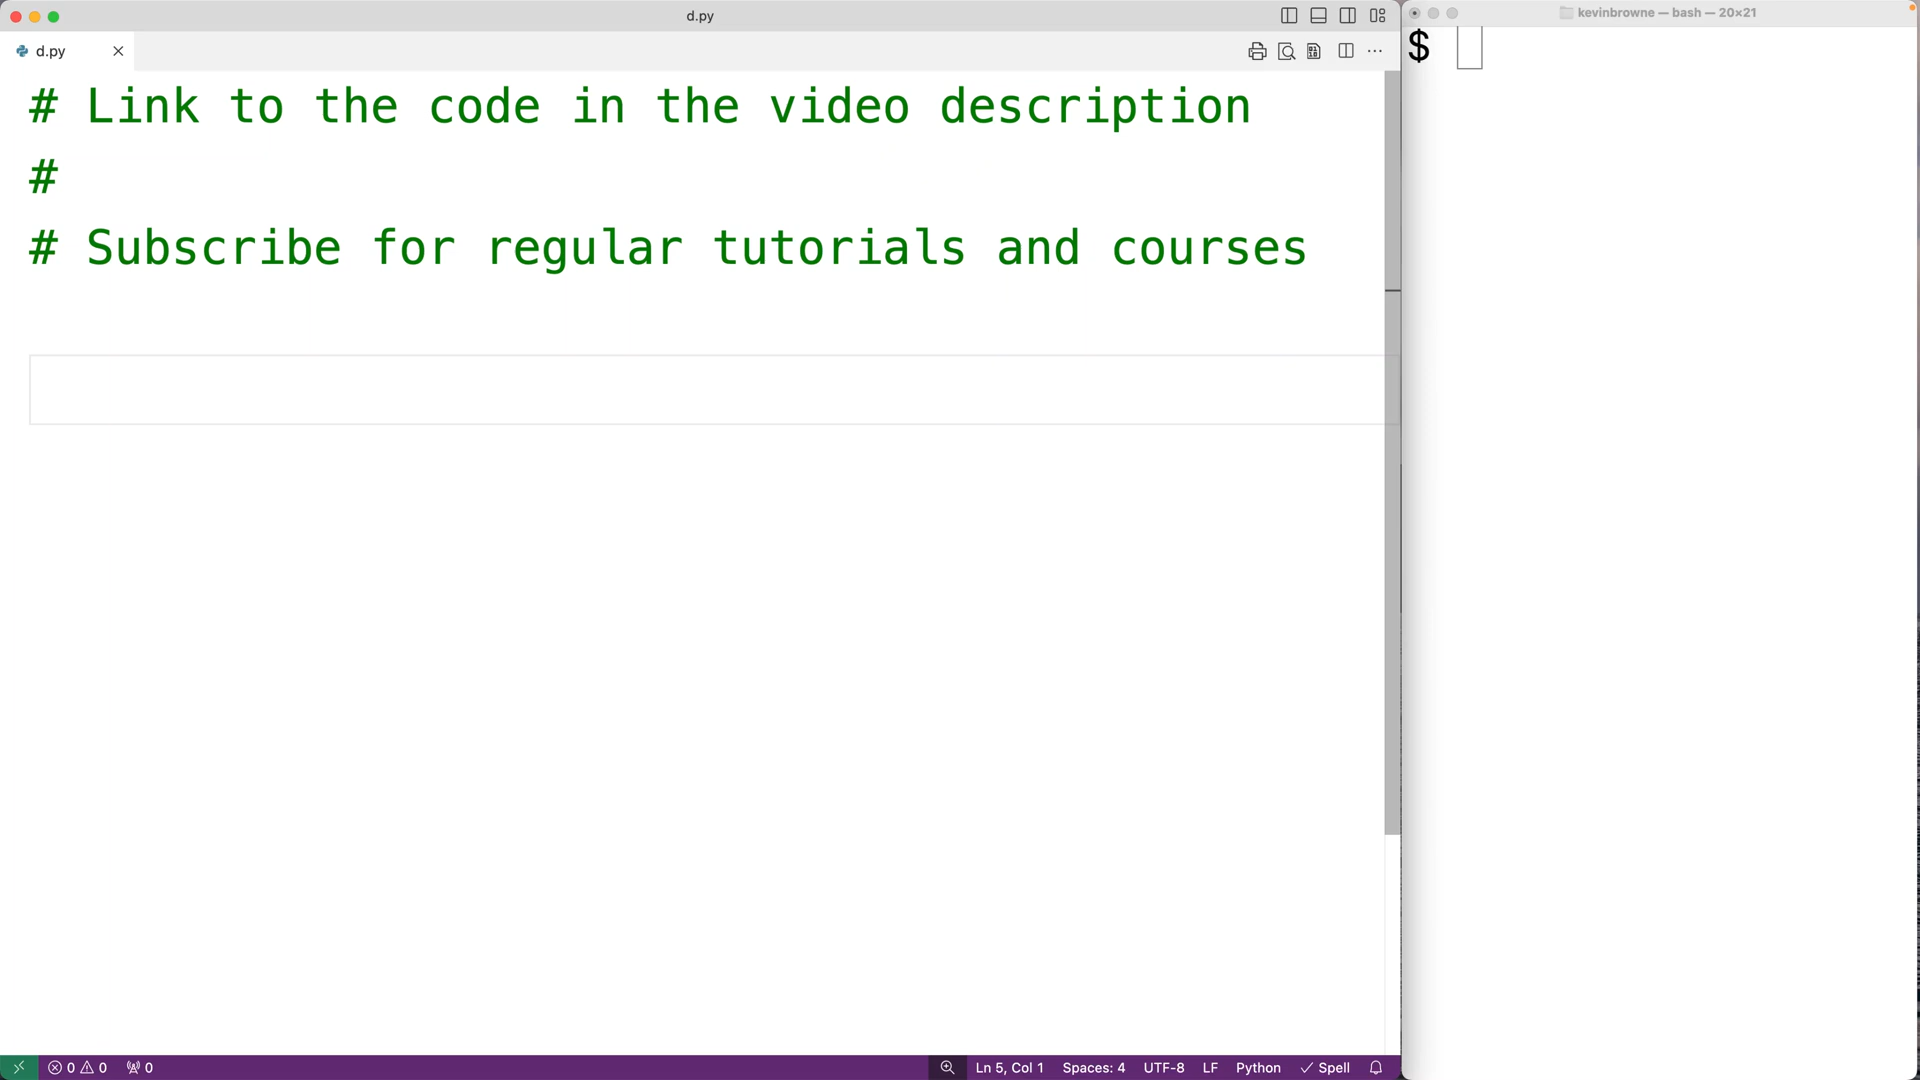 d.py
kevinbrowne — bash — 20×21
d.py
$
# Link to the code in the video description
#
# Subscribe for regular tutorials and courses
0 0 0 Ln 5, Col 1 Spaces: 4 UTF-8 LF Python Spell